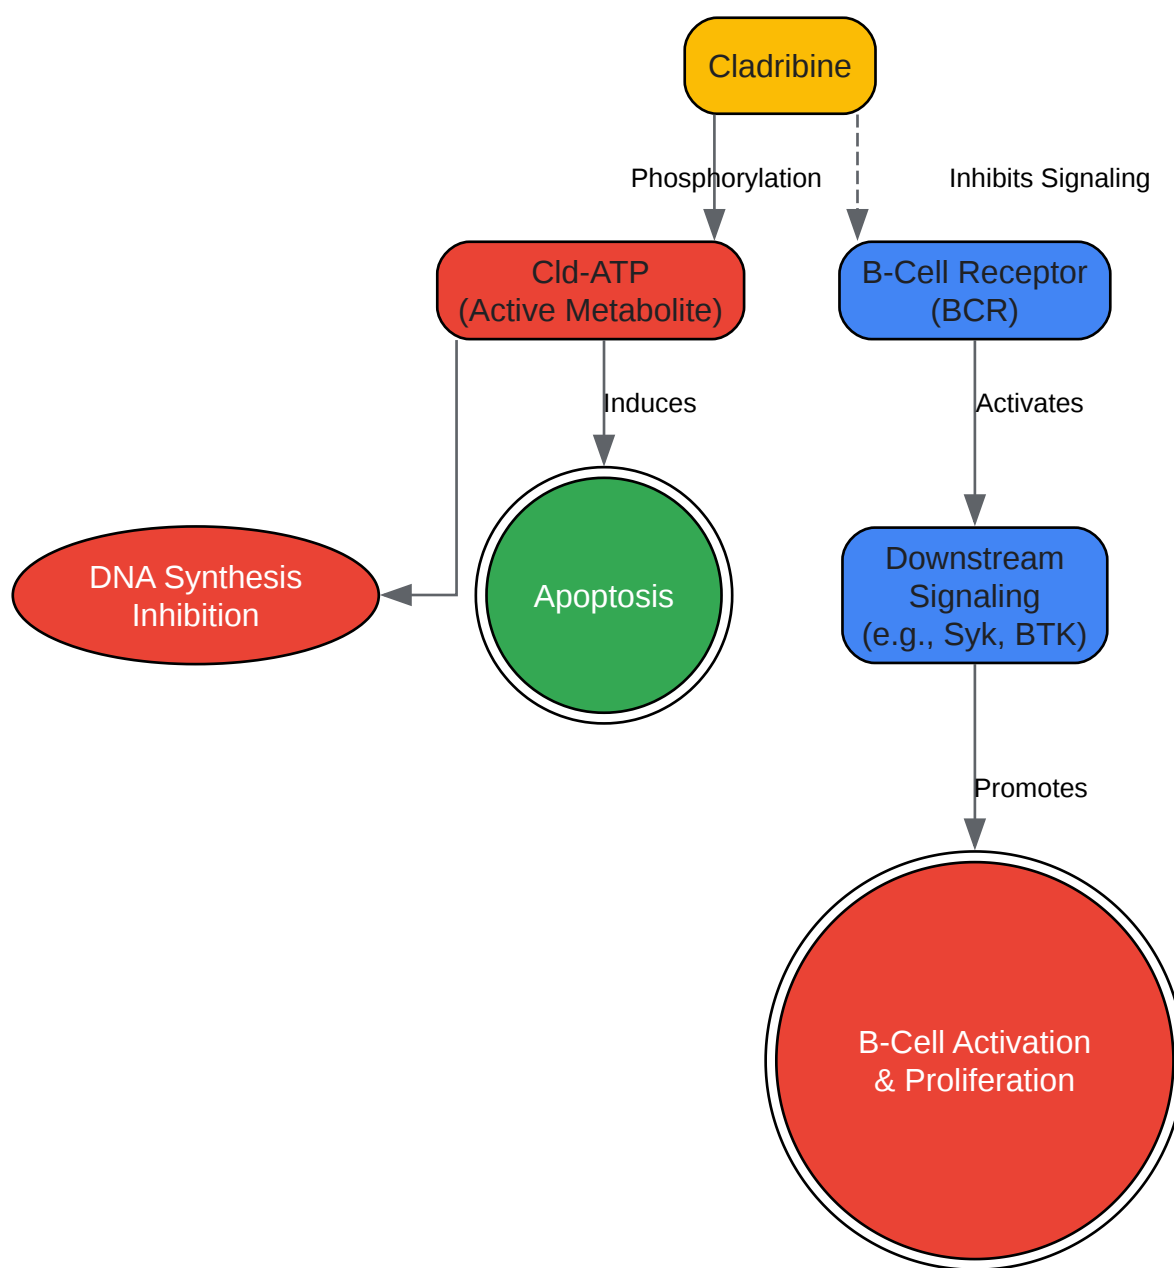 Cladribine
Phosphorylation
Inhibits Signaling
Cld-ATP
(Active Metabolite)
B-Cell Receptor
(BCR)
Induces
Activates
DNA Synthesis
Inhibition
Apoptosis
Downstream
Signaling
(e.g., Syk, BTK)
Promotes
B-Cell Activation
& Proliferation